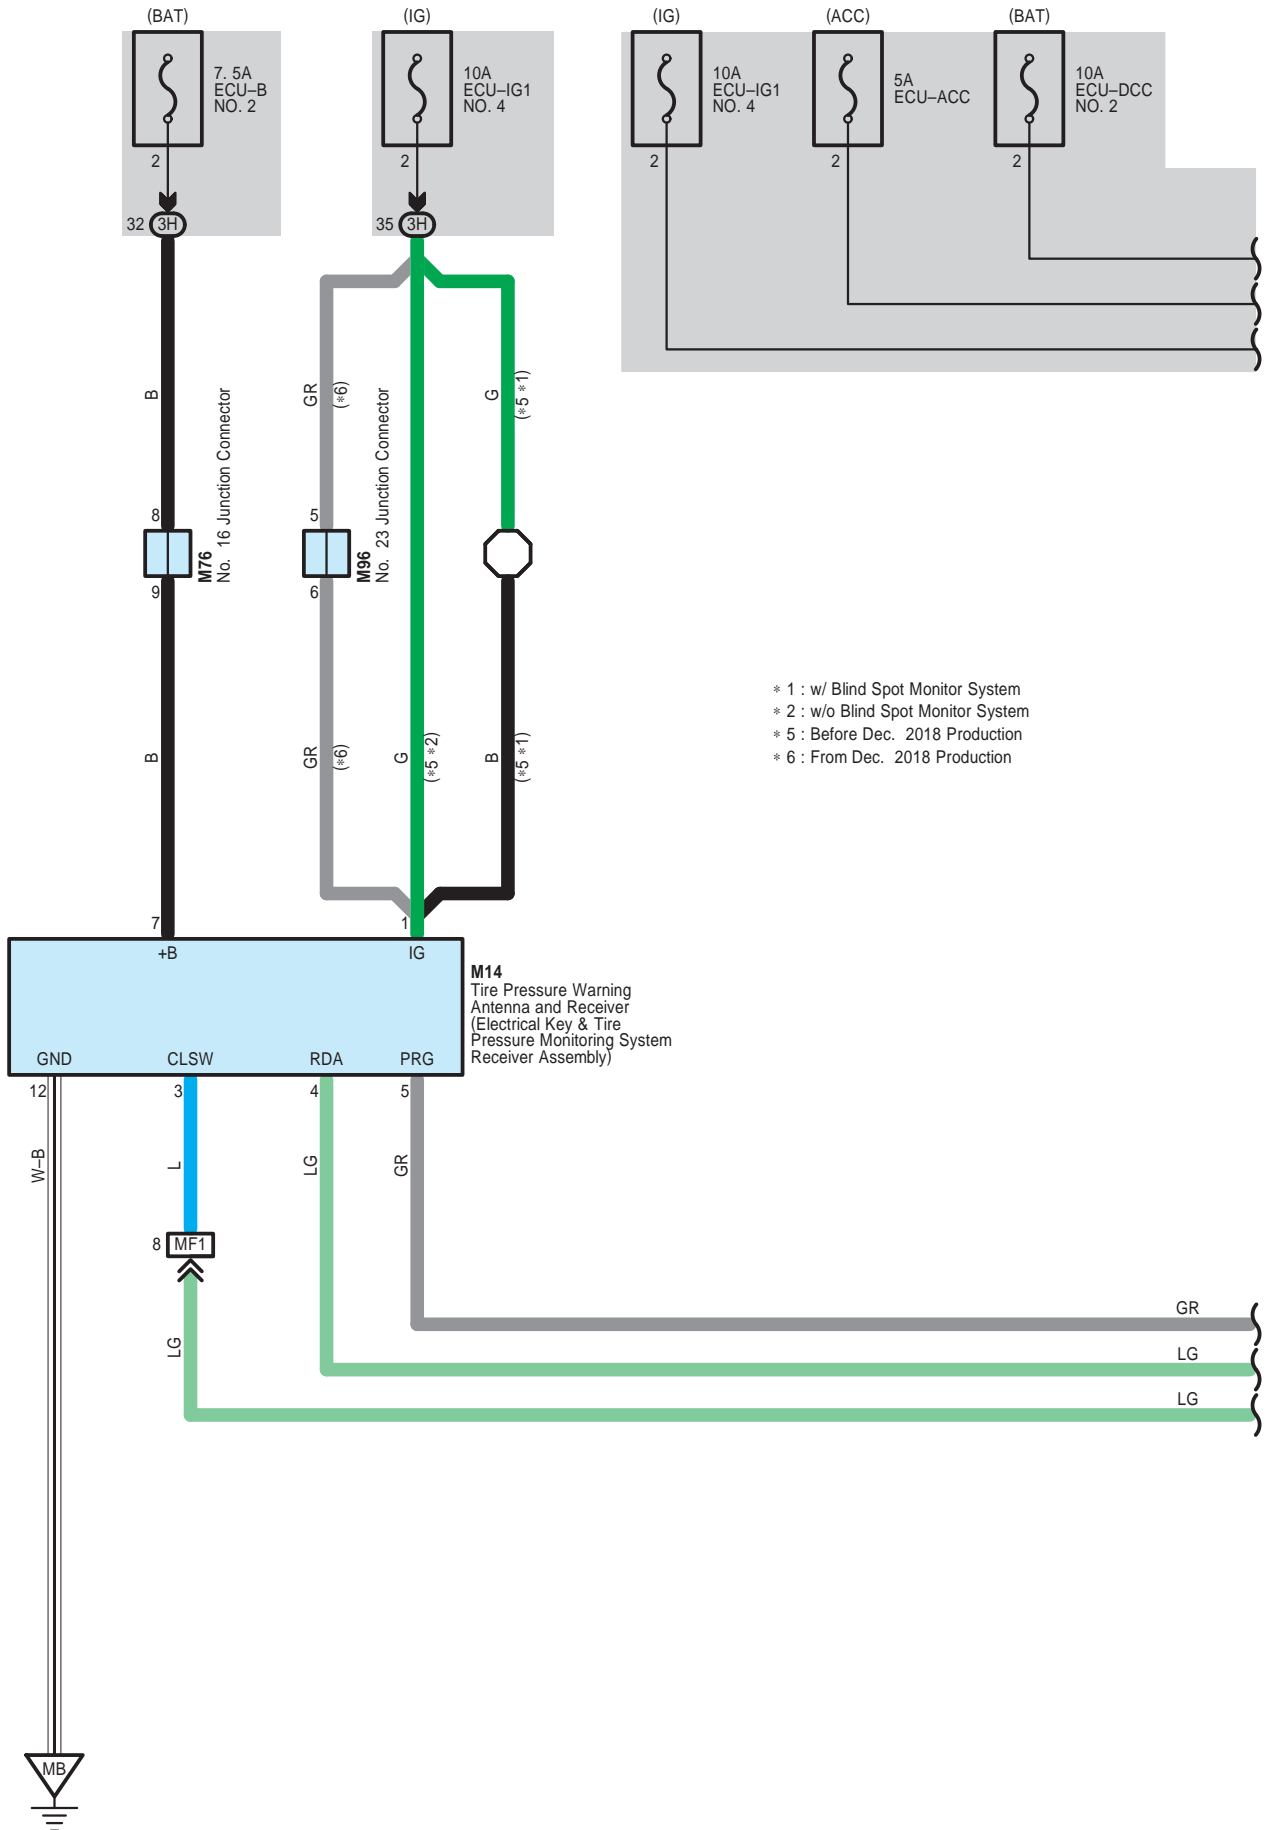 (BAT)
(IG)
(IG)
(ACC)
(BAT)
7. 5A
ECU–B
NO. 2
10A
ECU–IG1
NO. 4
10A
ECU–IG1
NO. 4
5A
ECU–ACC
10A
ECU–DCC
NO. 2
2
2
2
2
2
32
3H
35
3H
B
GR
(∗6)
G
(∗5 ∗1)
8
9
M76
No. 16 Junction Connector
5
6
M96
No. 23 Junction Connector
B
GR
(∗6)
G
(∗5 ∗2)
B
(∗5 ∗1)
∗ 1 : w/ Blind Spot Monitor System
∗ 2 : w/o Blind Spot Monitor System
∗ 5 : Before Dec. 2018 Production
∗ 6 : From Dec. 2018 Production
7
1
+B
IG
M14
Tire Pressure Warning
Antenna and Receiver
(Electrical Key & Tire
Pressure Monitoring System
Receiver Assembly)
GND
CLSW
RDA
PRG
12
3
4
5
W–B
L
LG
GR
8
MF1
LG
GR
LG
LG
MB